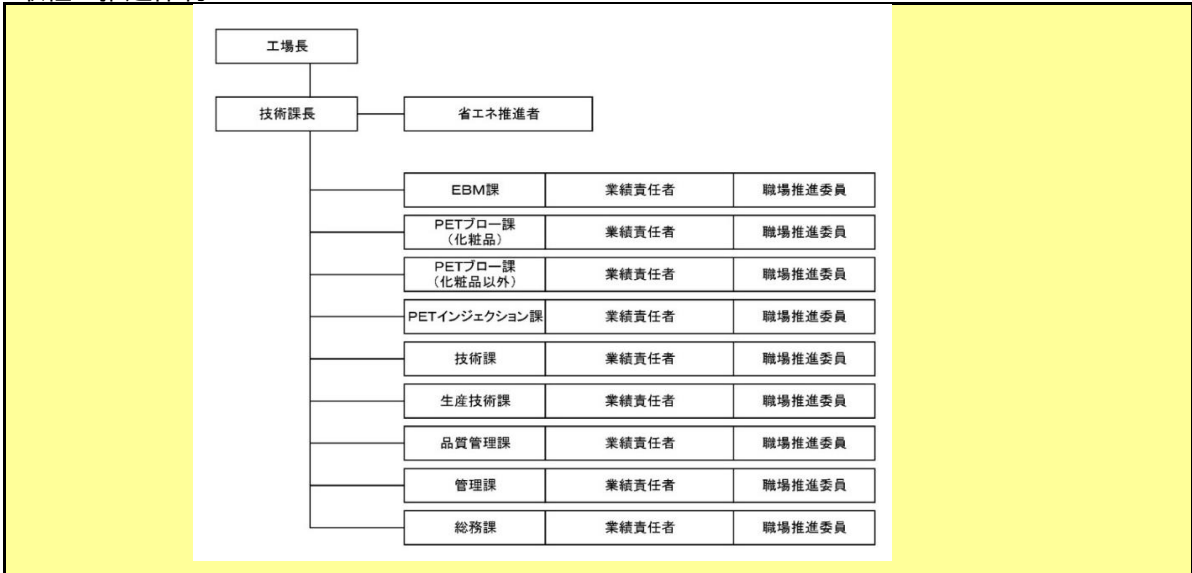 工場長
技術課長 省エネ推進者
EBM課 業績責任者 職場推進委員
PETブロー課
(化粧品) 業績責任者 職場推進委員
PETブロー課
(化粧品以外) 業績責任者 職場推進委員
PETインジェクション課 業績責任者 職場推進委員
技術課 業績責任者 職場推進委員
生産技術課 業績責任者 職場推進委員
品質管理課 業績責任者 職場推進委員
管理課 業績責任者 職場推進委員
総務課 業績責任者 職場推進委員